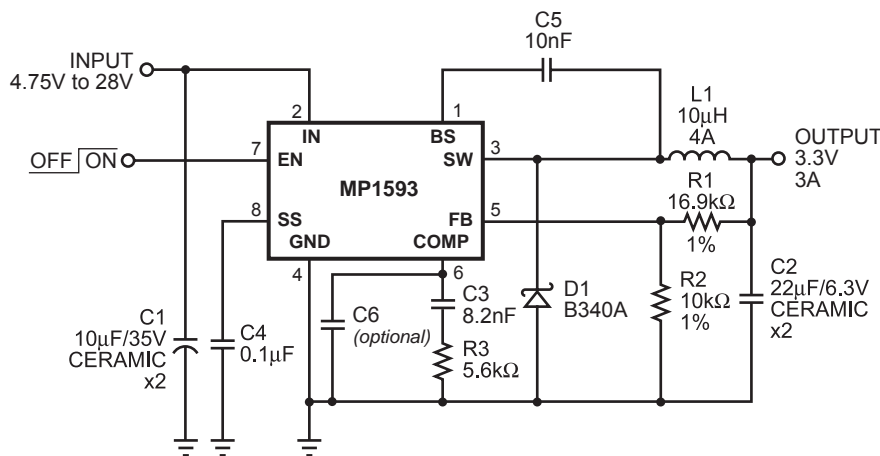 C5
10nF
INPUT
4.75V to 28V
2
1
IN
BS
L1
10µH
4A
OFF ON
7
EN
SW
3
OUTPUT
3.3V
3A
MP1593
R1
16.9kΩ
1%
8
SS
FB
5
GND
COMP
4
6
C3
8.2nF
C6
(optional)
D1
B340A
R2
10kΩ
1%
C2
22µF/6.3V
CERAMIC
x2
C1
10µF/35V
CERAMIC
x2
C4
0.1µF
R3
5.6kΩ